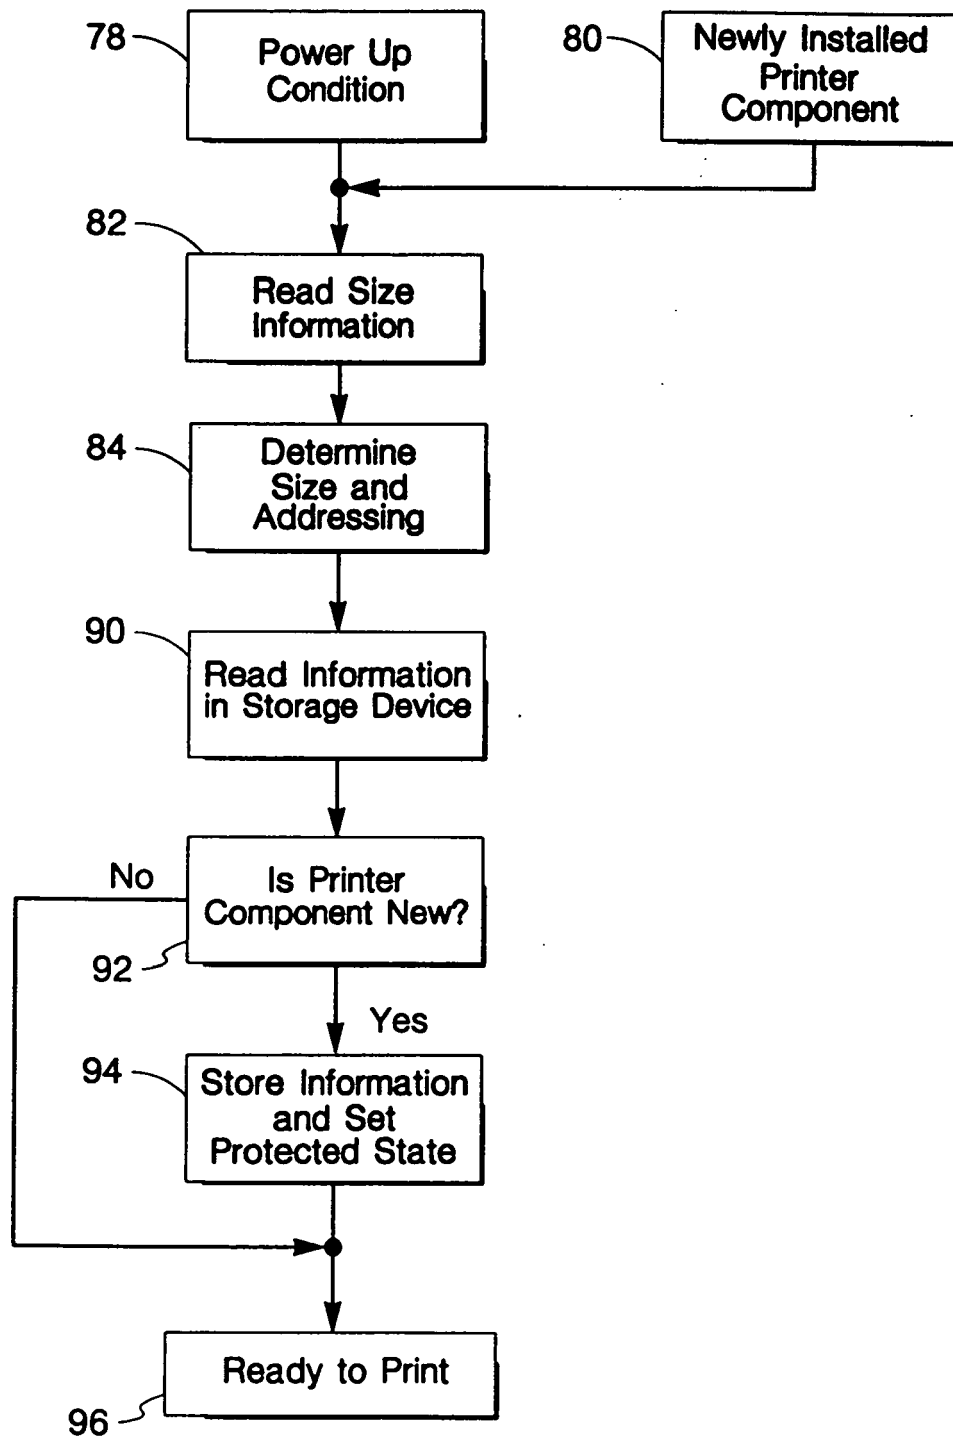 78
Power Up
Condition
80
Newly Installed
Printer
Component
82
Read Size
Information
84
Determine
Size and
Addressing
90
Read Information
in Storage Device
No
Is Printer
Component New?
92
Yes
94
Store Information
and Set
Protected State
Ready to Print
96